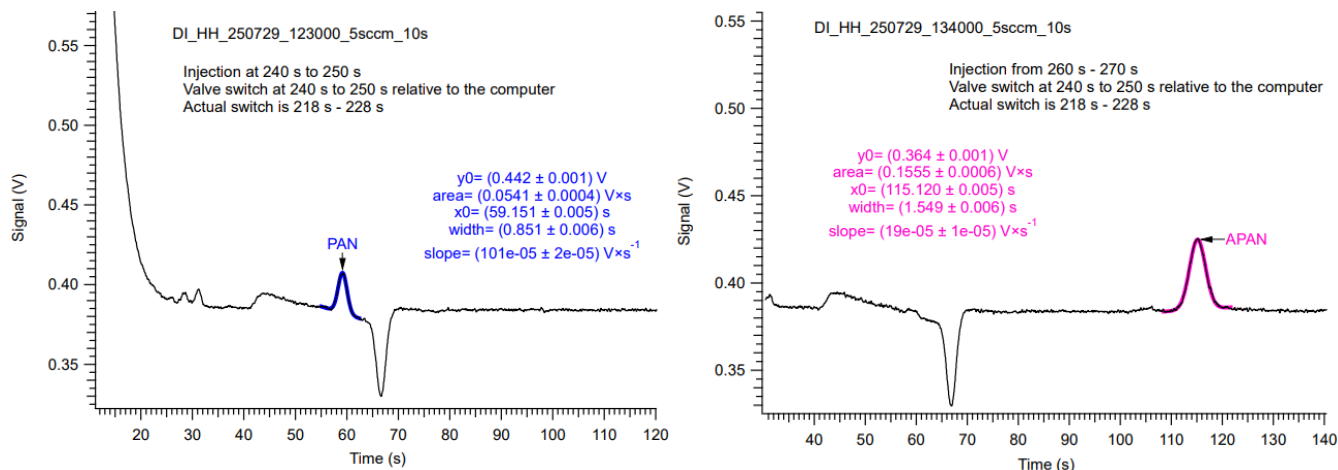 DI_HH_250729_123000_5sccm_10s
Injection at 240 s to 250 s
Valve switch at 240 s to 250 s relative to the computer
Actual switch is 218 s - 228 s
y0= (0.442 ± 0.001) V
area= (0.0541 ± 0.0004) V×s
x0= (59.151 ± 0.005) s
width= (0.851 ± 0.006) s
slope= (101e-05 ± 2e-05) V×s⁻¹
PAN
Signal (V)
0.55
0.50
0.45
0.40
0.35
20
30
40
50
60
70
80
90
100
110
120
Time (s)
DI_HH_250729_134000_5sccm_10s
Injection from 260 s - 270 s
Valve switch at 240 s to 250 s relative to the computer
Actual switch is 218 s - 228 s
y0= (0.364 ± 0.001) V
area= (0.1555 ± 0.0006) V×s
x0= (115.120 ± 0.005) s
width= (1.549 ± 0.006) s
slope= (19e-05 ± 1e-05) V×s⁻¹
APAN
Signal (V)
0.55
0.50
0.45
0.40
0.35
40
50
60
70
80
90
100
110
120
130
140
Time (s)